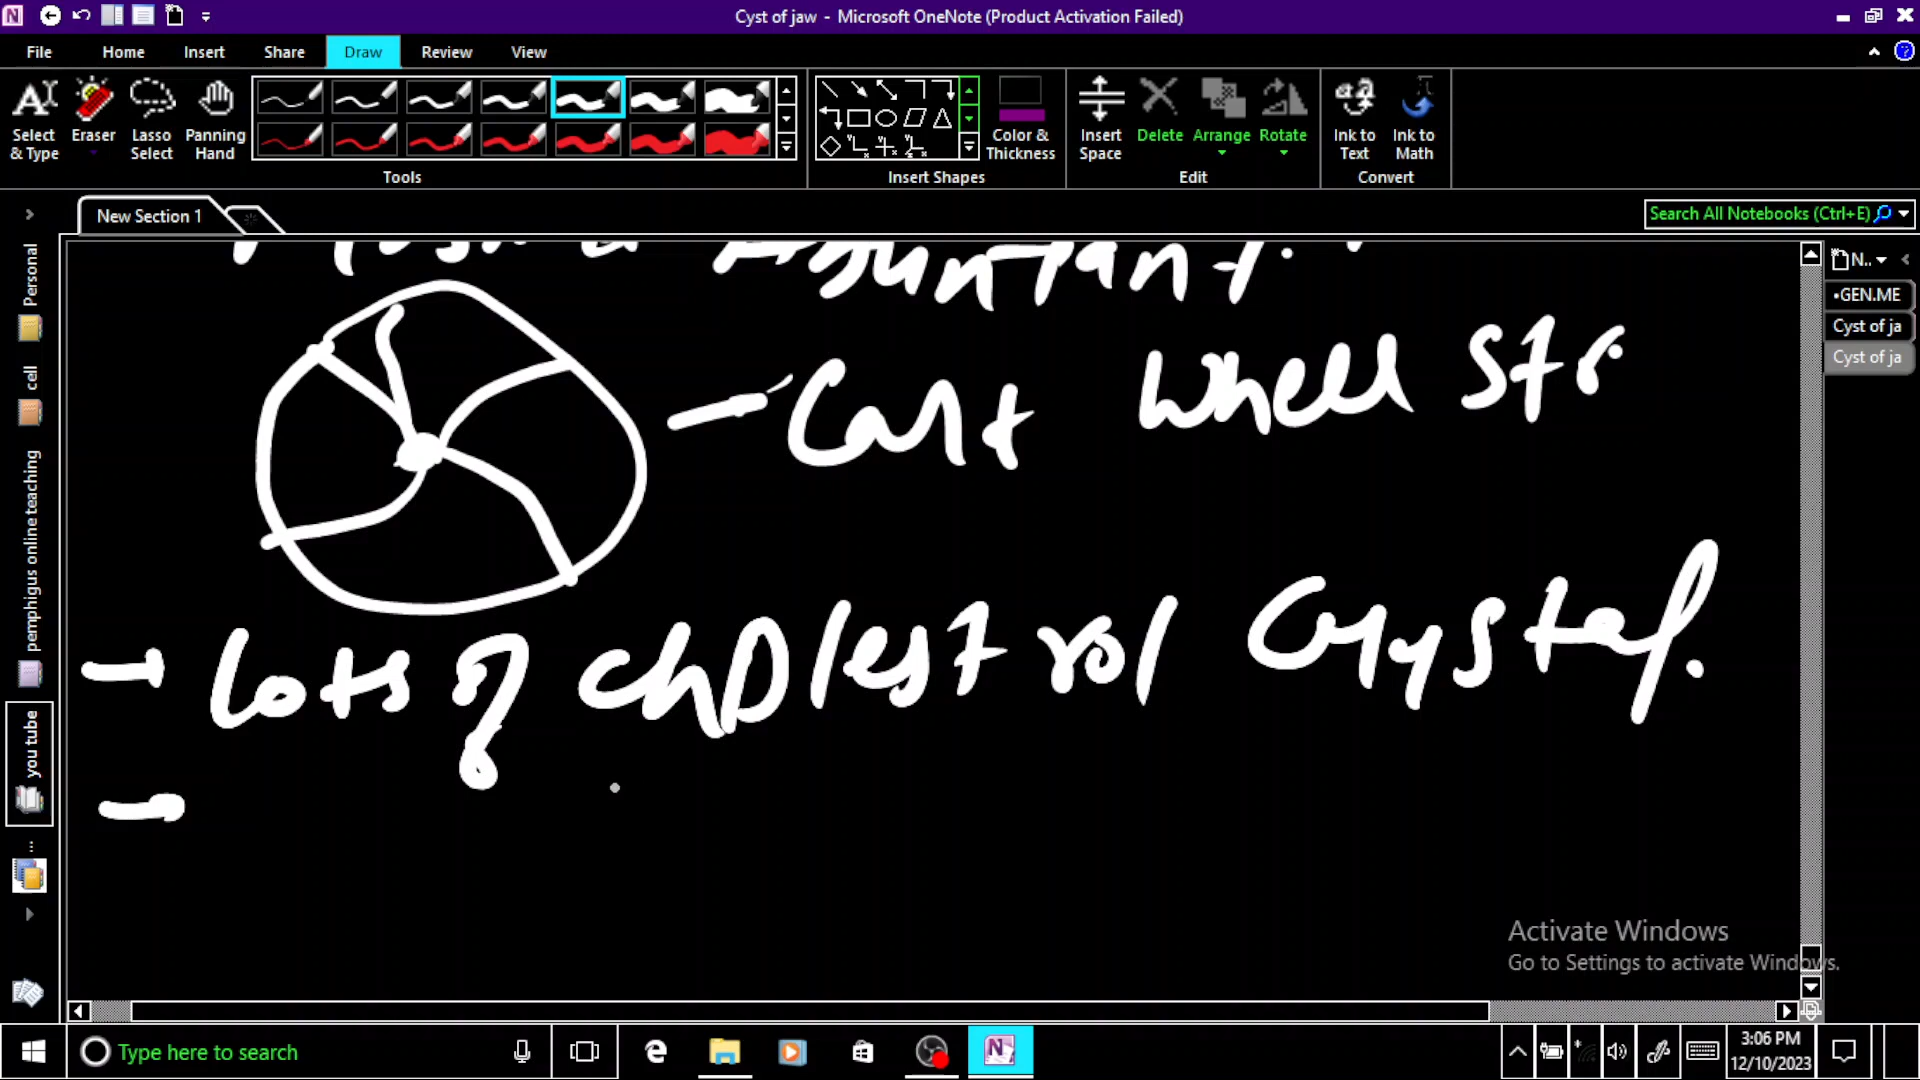 Cyst of jaw - Microsoft OneNote (Product Activation Failed)
File Home Insert Share Draw Review View
Select & Type Eraser Lasso Select Panning Hand
Color & Thickness
Insert Space Delete Arrange Rotate
Ink to Text Ink to Math
Tools Insert Shapes Edit Convert
New Section 1
Search All Notebooks (Ctrl+E)
Personal
cell
pemphigus online teaching
you tube
N..
•GEN.ME
Cyst of ja
Cyst of ja
- Cart Wheel Str.
- Lots of cholestrol Crystal.
-
Activate Windows
Go to Settings to activate Windows.
Type here to search
3:06 PM
12/10/2023